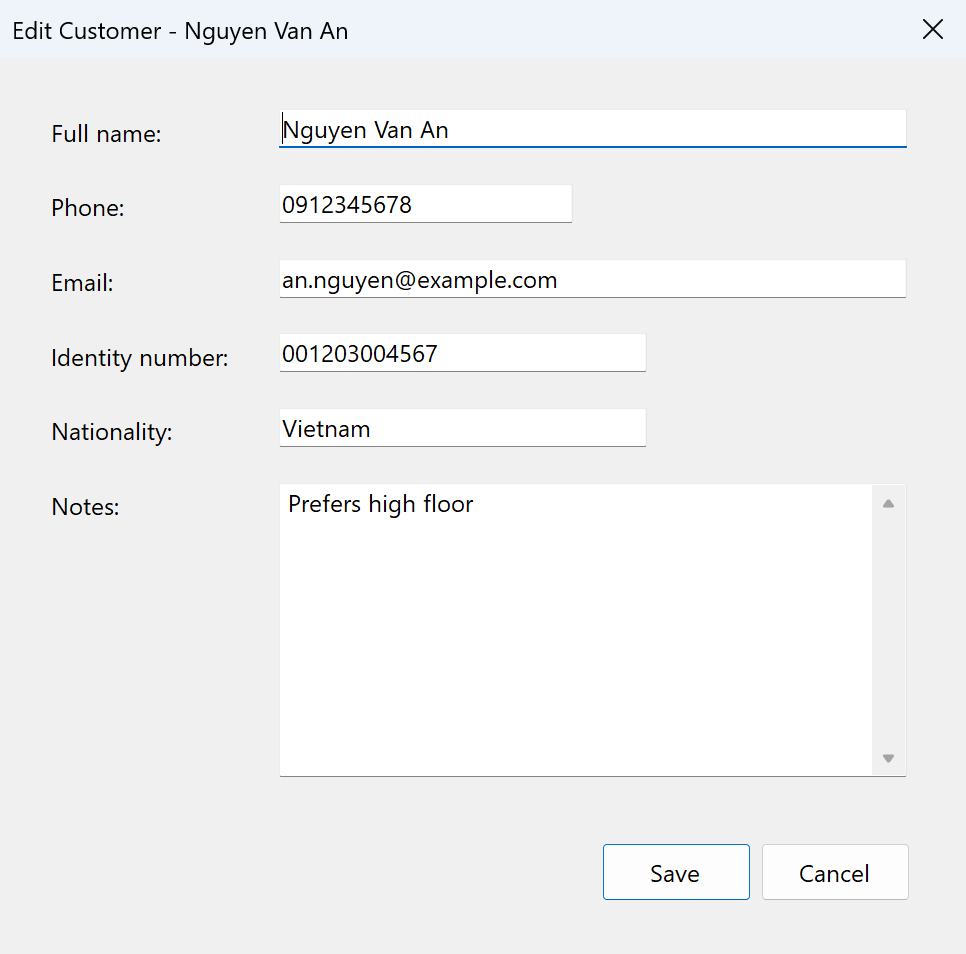 Edit Customer - Nguyen Van An
Full name: Nguyen Van An
Phone: 0912345678
Email: an.nguyen@example.com
Identity number: 001203004567
Nationality: Vietnam
Notes: Prefers high floor
Save Cancel